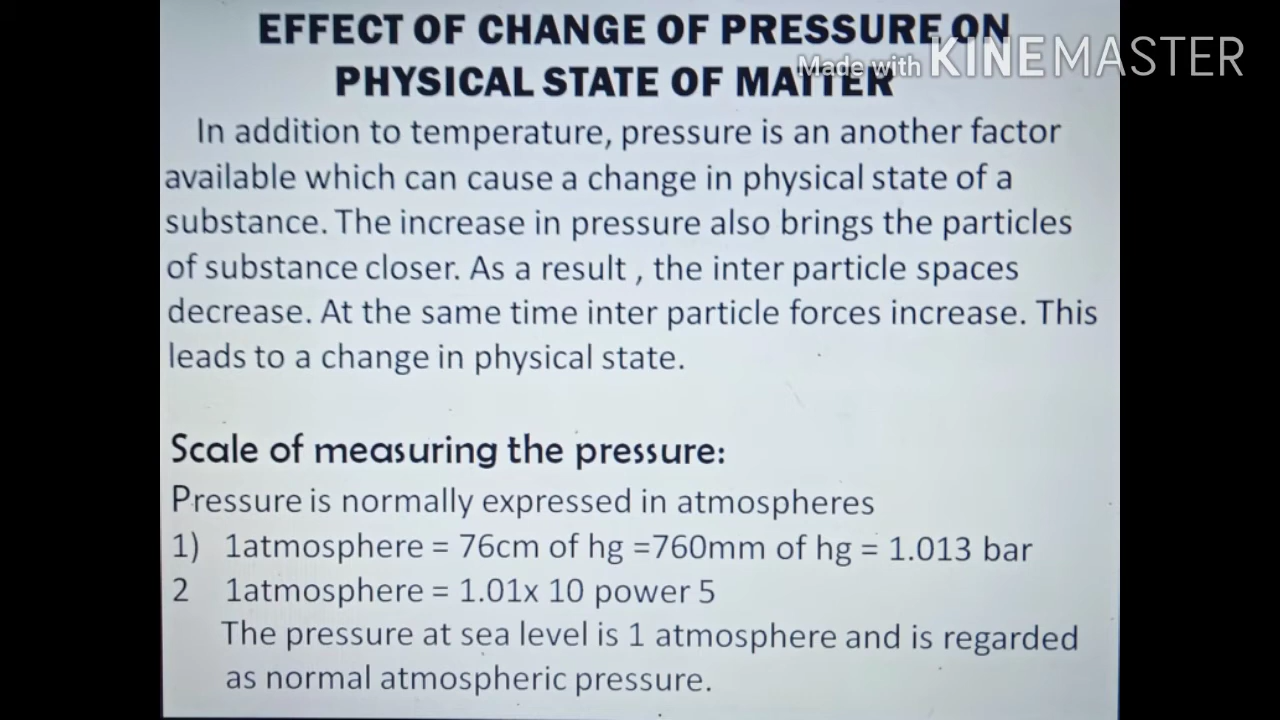 EFFECT OF CHANGE OF PRESSURE ON
Made with KINEMASTER
PHYSICAL STATE OF MATTER
In addition to temperature, pressure is an another factor
available which can cause a change in physical state of a
substance. The increase in pressure also brings the particles
of substance closer. As a result , the inter particle spaces
decrease. At the same time inter particle forces increase. This
leads to a change in physical state.
Scale of measuring the pressure:
Pressure is normally expressed in atmospheres
1) 1atmosphere = 76cm of hg =760mm of hg = 1.013 bar
2 1atmosphere = 1.01x 10 power 5
The pressure at sea level is 1 atmosphere and is regarded
as normal atmospheric pressure.